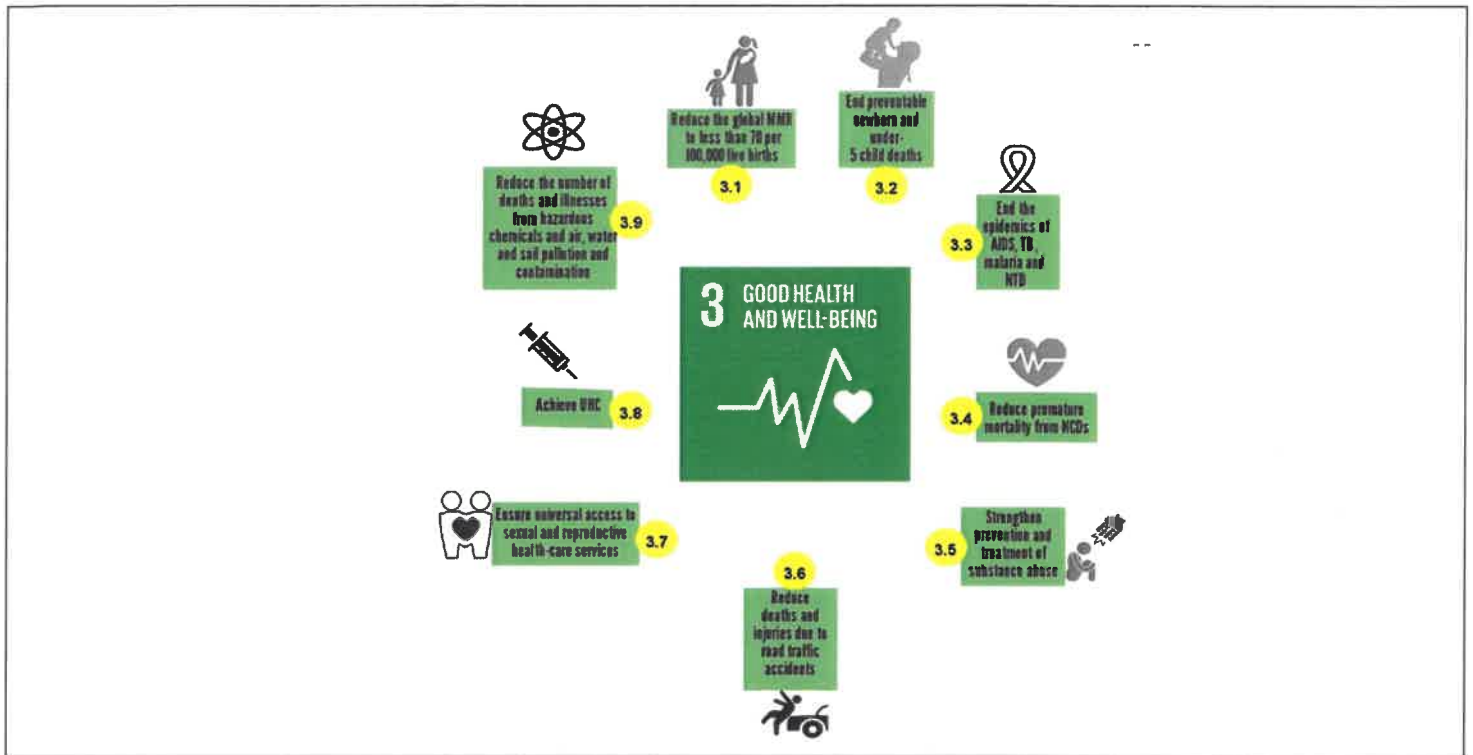 Reduce the global MMR
to less than 70 per
100,000 live births
3.1
End preventable
newborn and
under-
5 child deaths
3.2
End the
epidemics of
AIDS, TB,
malaria and
NTD
3.3
Reduce premature
mortality from NCDs
3.4
Strengthen
prevention and
treatment of
substance abuse
3.5
3.6
Reduce
deaths and
injuries due to
road traffic
accidents
Ensure universal access to
sexual and reproductive
health-care services
3.7
Achieve UHC
3.8
Reduce the number of
deaths and illnesses
from hazardous
chemicals and air, water
and soil pollution and
contamination
3.9
3 GOOD HEALTH
AND WELL-BEING